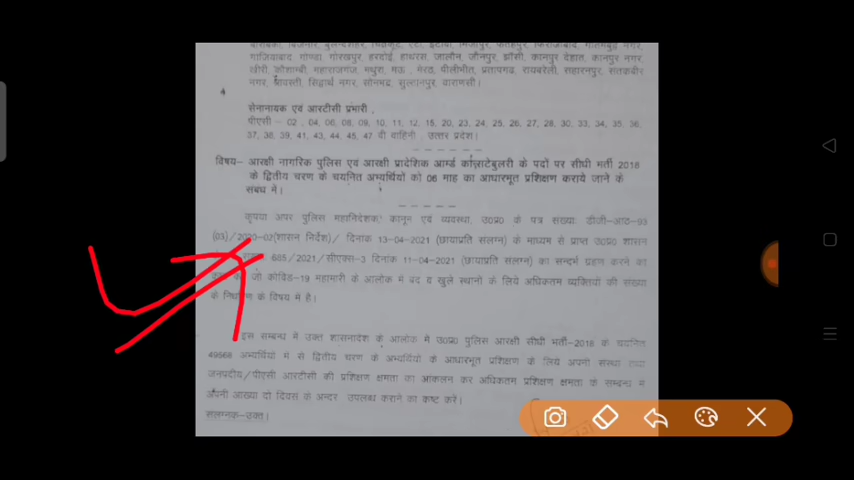 गाजियाबाद, गोण्डा, गोरखपुर, हरदोई, हाथरस, जालौन, जौनपुर, झाँसी, कानपुर देहात, कानपुर नगर,
खीरी, कौशाम्बी, महाराजगंज, मथुरा, मऊ, मेरठ, पीलीभीत, प्रतापगढ़, रायबरेली, सहारनपुर, संतकबीर
नगर, श्रावस्ती, सिद्धार्थ नगर, सोनभद्र, सुल्तानपुर, वाराणसी।
सेनानायक एवं आरटीसी प्रभारी,
पीएसी - 02, 04, 06, 08, 09, 10, 11, 12, 15, 20, 23, 24, 25, 26, 27, 28, 30, 33, 34, 35, 36,
37, 38, 39, 41, 43, 44, 45, 47 वी वाहिनी, उत्तर प्रदेश।
विषय- आरक्षी नागरिक पुलिस एवं आरक्षी प्रादेशिक आर्म्ड कांस्टेबुलरी के पदों पर सीधी भर्ती 2018
के द्वितीय चरण के चयनित अभ्यर्थियों को 06 माह का आधारभूत प्रशिक्षण कराये जाने के
संबध में।
कृपया अपर पुलिस महानिदेशक, कानून एवं व्यवस्था, उ०प्र० के पत्र संख्या डीजी-आठ-93
(03)/2020-02(शासन निर्देश)/ दिनांक 13-04-2021 (छायाप्रति संलग्न) के माध्यम से प्राप्त उ०प्र० शासन
685/2021/सीएक्स-3 दिनांक 11-04-2021 (छायाप्रति संलग्न) का सन्दर्भ ग्रहण करने का
जो कोविड-19 महामारी के आलोक में बंद व खुले स्थानों के लिये अधिकतम व्यक्तियों की संख्या
के निर्धारण के विषय में है।
इस सम्बन्ध में उक्त शासनादेश के आलोक में उ०प्र० पुलिस आरक्षी सीधी भर्ती-2018 के चयनित
49568 अभ्यर्थियों में से द्वितीय चरण के अभ्यर्थियों के आधारभूत प्रशिक्षण के लिये अपनी संस्था तथा
जनपदीय/पीएसी आरटीसी की प्रशिक्षण क्षमता का आंकलन कर अधिकतम प्रशिक्षण क्षमता के सम्बन्ध में
अपनी आख्या दो दिवस के अन्दर उपलब्ध कराने का कष्ट करें।
संलग्नक-उक्त।